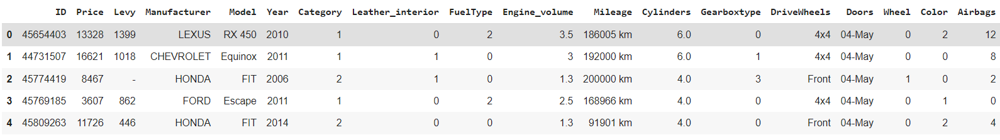 ID Price Levy Manufacturer Model Year Category Leather_interior FuelType Engine_volume Mileage Cylinders Gearboxtype DriveWheels Doors Wheel Color Airbags
0 45654403 13328 1399 LEXUS RX 450 2010 1 0 2 3.5 186005 km 6.0 0 4x4 04-May 0 2 12
1 44731507 16621 1018 CHEVROLET Equinox 2011 1 1 0 3 192000 km 6.0 1 4x4 04-May 0 0 8
2 45774419 8467 - HONDA FIT 2006 2 1 0 1.3 200000 km 4.0 3 Front 04-May 1 0 2
3 45769185 3607 862 FORD Escape 2011 1 0 2 2.5 168966 km 4.0 0 4x4 04-May 0 1 0
4 45809263 11726 446 HONDA FIT 2014 2 0 0 1.3 91901 km 4.0 0 Front 04-May 0 2 4